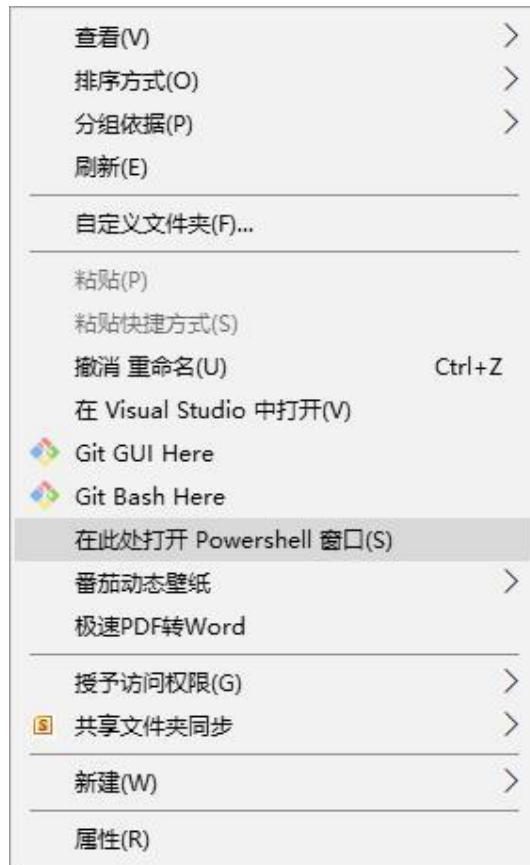 查看(V)
排序方式(O)
分组依据(P)
刷新(E)
自定义文件夹(F)...
粘贴(P)
粘贴快捷方式(S)
撤消 重命名(U) Ctrl+Z
在 Visual Studio 中打开(V)
Git GUI Here
Git Bash Here
在此处打开 Powershell 窗口(S)
番茄动态壁纸
极速PDF转Word
授予访问权限(G)
S 共享文件夹同步
新建(W)
属性(R)